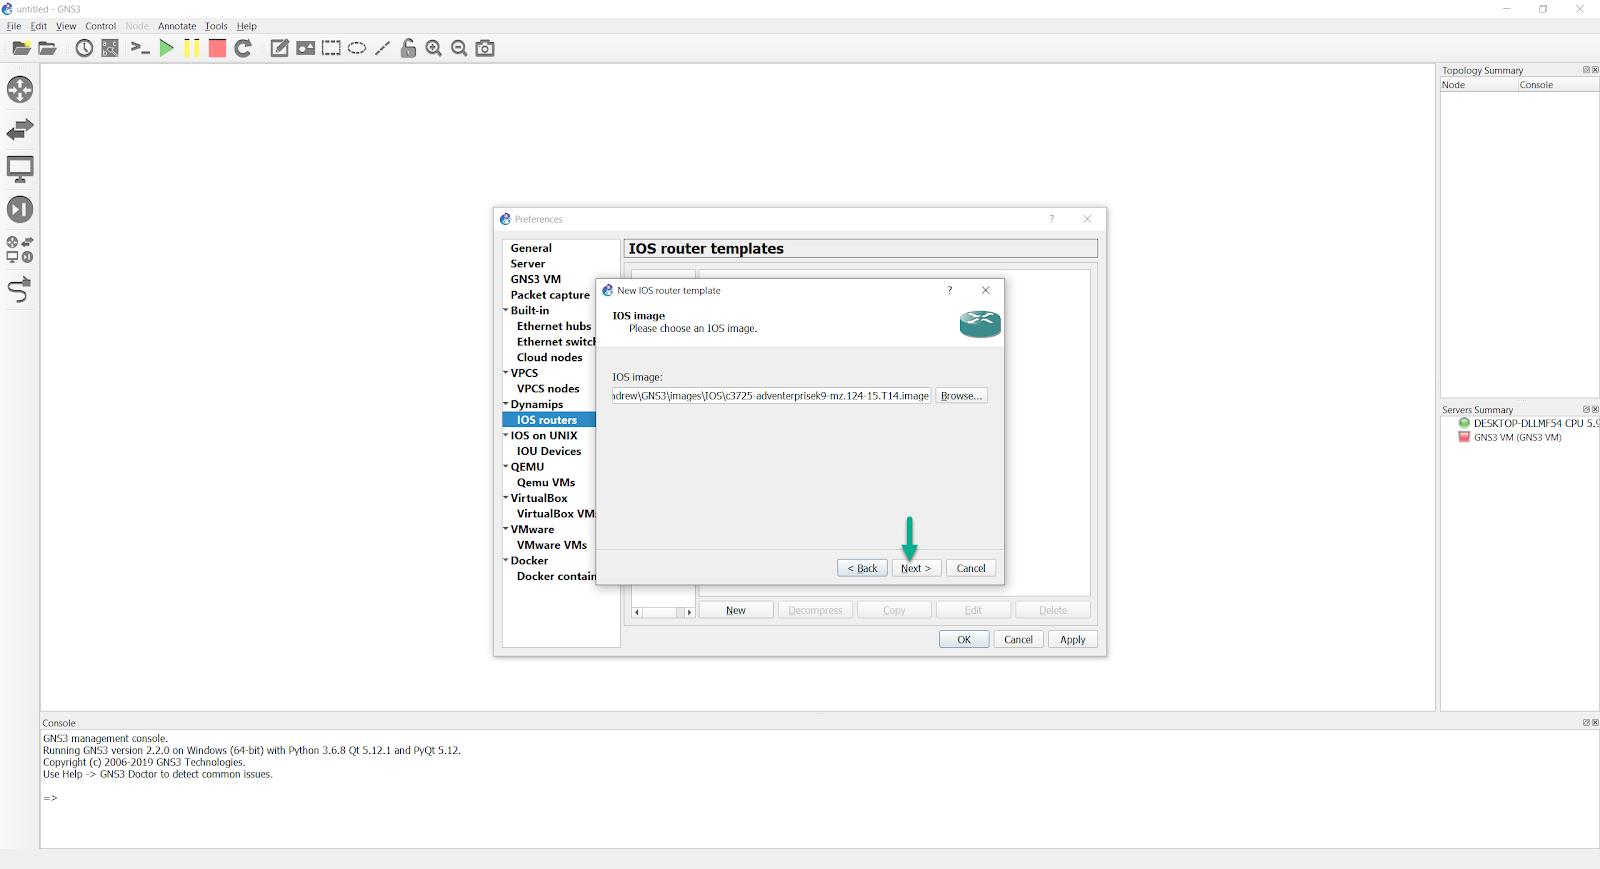 untitled - GNS3
File Edit View Control Node Annotate Tools Help
Topology Summary
Node Console
Preferences
?
General
Server
GNS3 VM
Packet capture
Built-in
Ethernet hubs
Ethernet switch
Cloud nodes
VPCS
VPCS nodes
Dynamips
IOS routers
IOS on UNIX
IOU Devices
QEMU
Qemu VMs
VirtualBox
VirtualBox VM
VMware
VMware VMs
Docker
Docker contain
IOS router templates
New IOS router template
?
IOS image
Please choose an IOS image.
IOS image:
drew\GNS3\images\IOS\c3725-adventerprisek9-mz.124-15.T14.image Browse...
< Back Next > Cancel
New Decompress Copy Edit Delete
OK Cancel Apply
Servers Summary
DESKTOP-DLLMF54 CPU 5.9
GNS3 VM (GNS3 VM)
Console
GNS3 management console.
Running GNS3 version 2.2.0 on Windows (64-bit) with Python 3.6.8 Qt 5.12.1 and PyQt 5.12.
Copyright (c) 2006-2019 GNS3 Technologies.
Use Help -> GNS3 Doctor to detect common issues.
=>